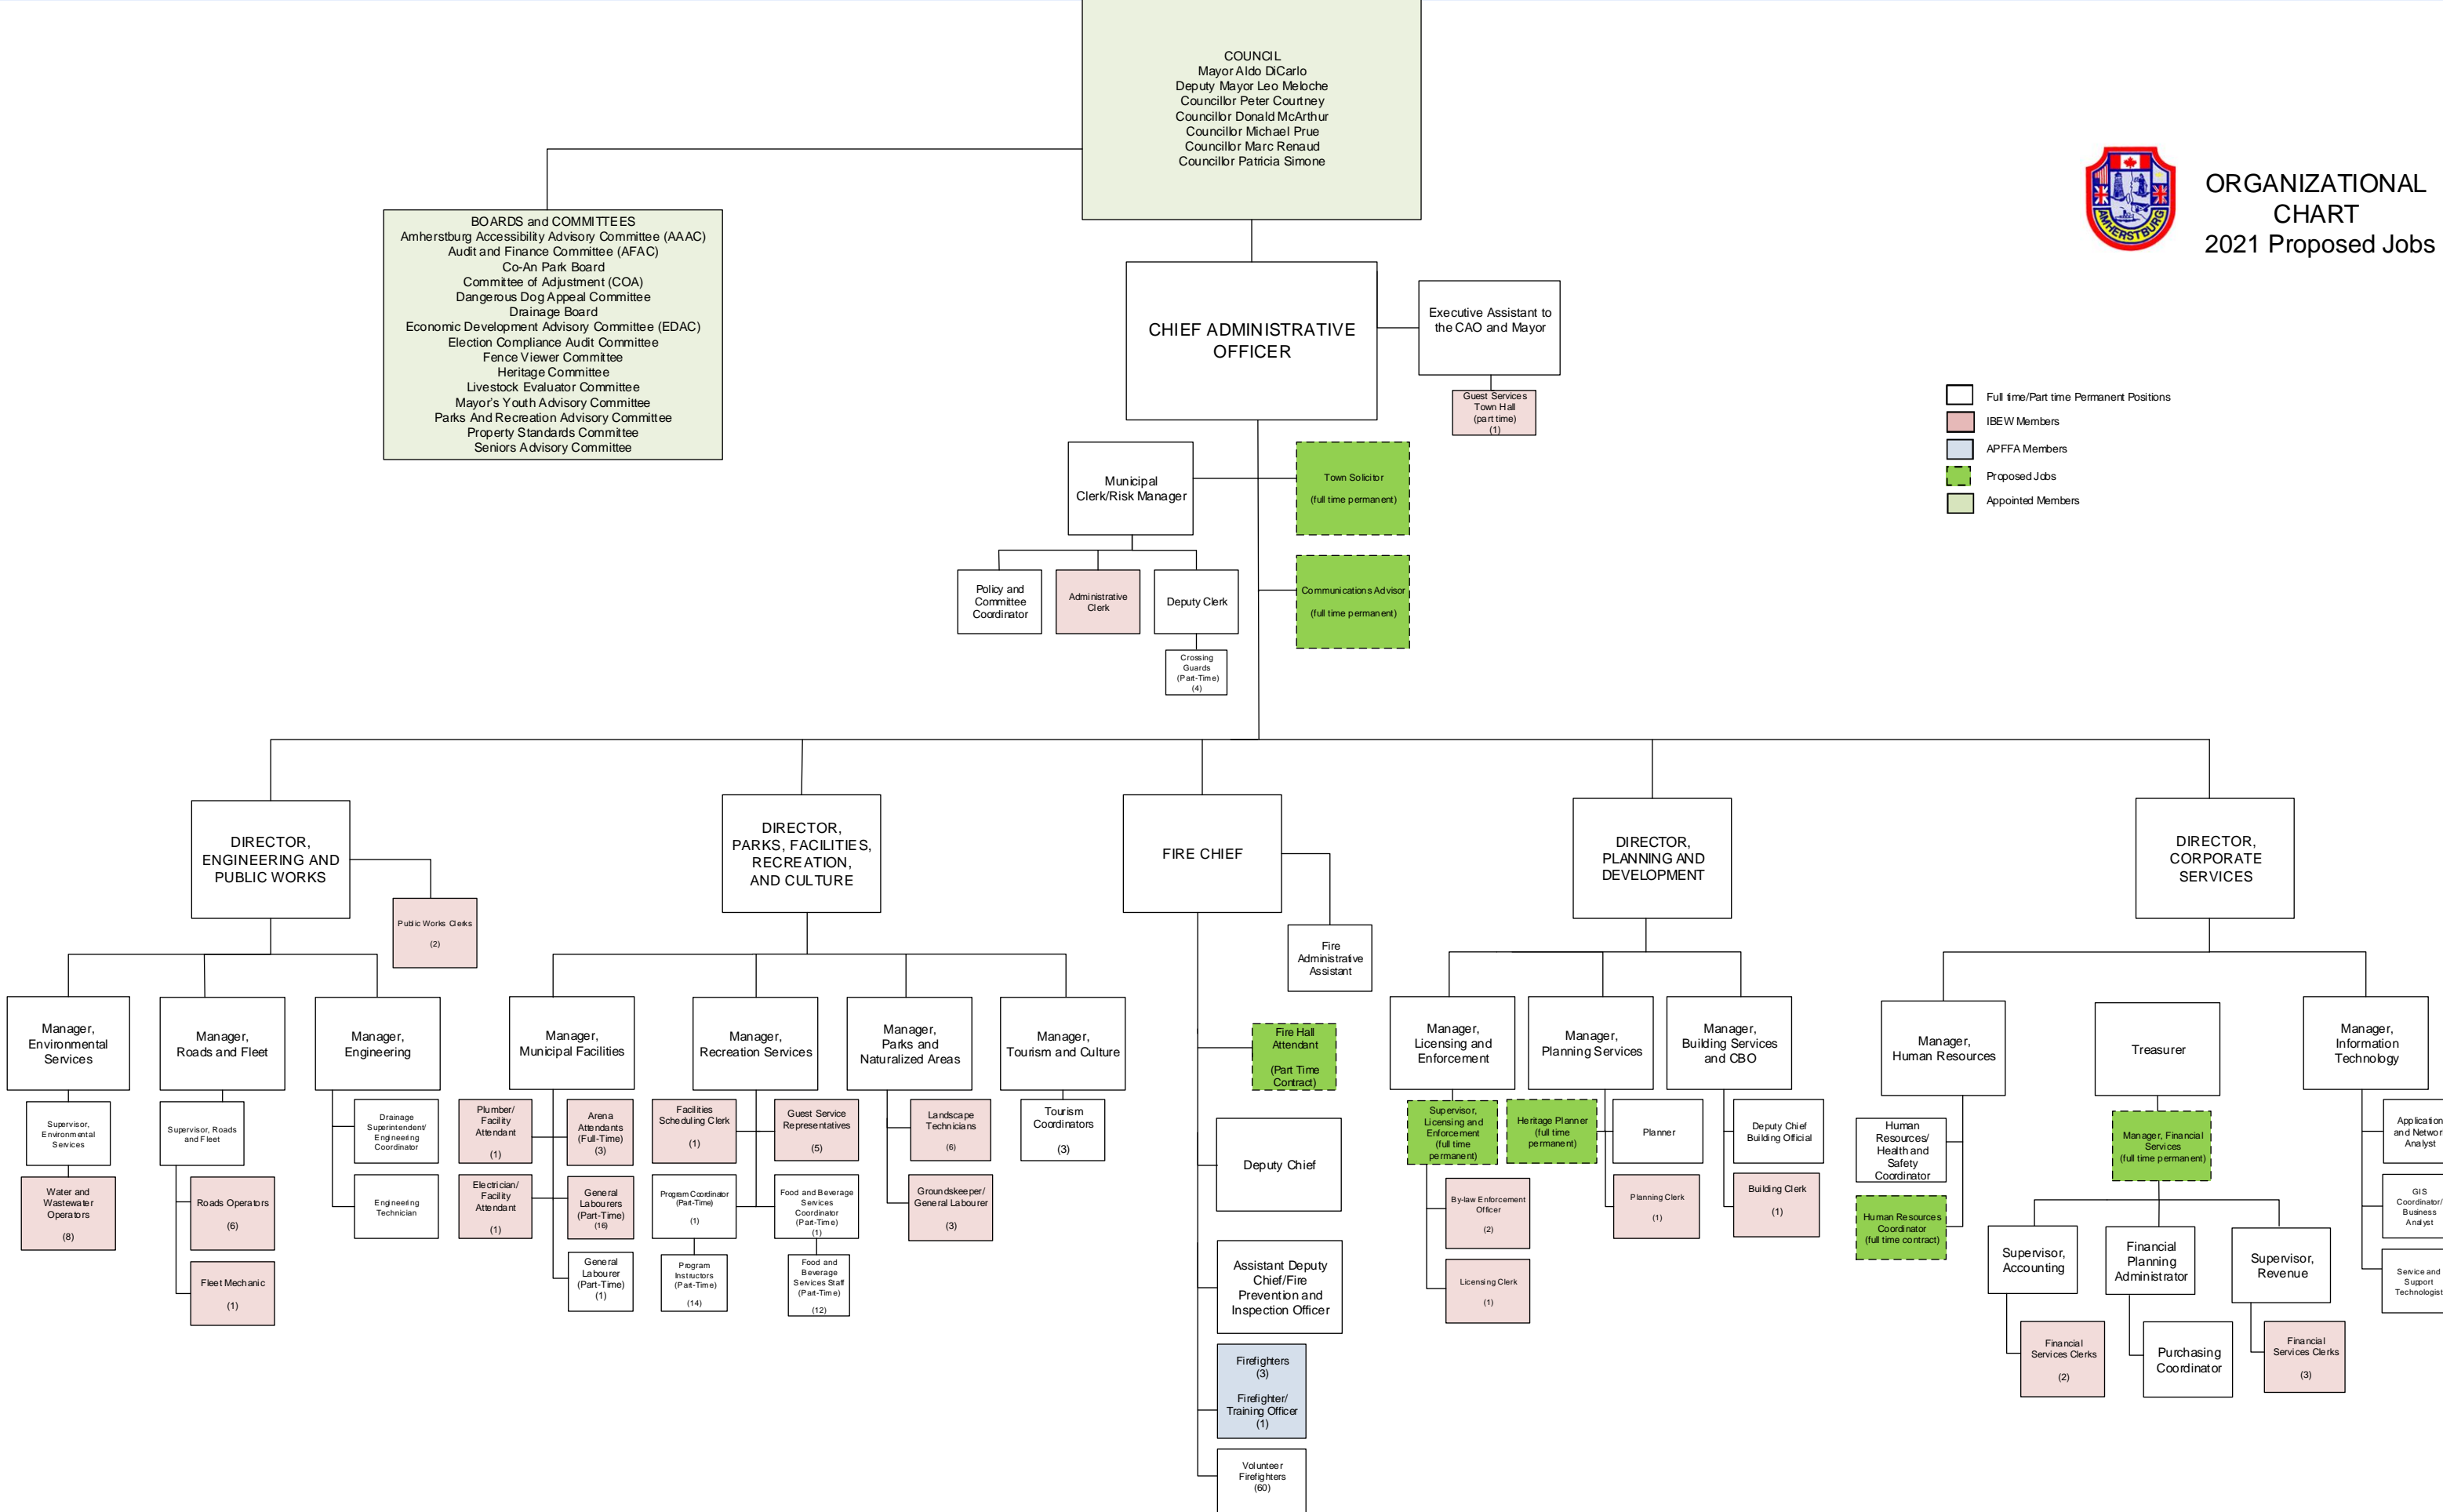 COUNCIL
Mayor Aldo DiCarlo
Deputy Mayor Leo Meloche
Councillor Peter Courtney
Councillor Donald McArthur
Councillor Michael Prue
Councillor Marc Renaud
Councillor Patricia Simone
AMHERSTBURG
ORGANIZATIONAL
CHART
2021 Proposed Jobs
BOARDS and COMMITTEES
Amherstburg Accessibility Advisory Committee (AAAC)
Audit and Finance Committee (AFAC)
Co-An Park Board
Committee of Adjustment (COA)
Dangerous Dog Appeal Committee
Drainage Board
Economic Development Advisory Committee (EDAC)
Election Compliance Audit Committee
Fence Viewer Committee
Heritage Committee
Livestock Evaluator Committee
Mayor's Youth Advisory Committee
Parks And Recreation Advisory Committee
Property Standards Committee
Seniors Advisory Committee
CHIEF ADMINISTRATIVE
OFFICER
Executive Assistant to
the CAO and Mayor
Guest Services
Town Hall
(part time)
(1)
Full time/Part time Permanent Positions
IBEW Members
APFFA Members
Proposed Jobs
Appointed Members
Municipal
Clerk/Risk Manager
Town Solicitor
(full time permanent)
Policy and
Committee
Coordinator
Administrative
Clerk
Deputy Clerk
Communications Advisor
(full time permanent)
Crossing
Guards
(Part-Time)
(4)
DIRECTOR,
ENGINEERING AND
PUBLIC WORKS
Public Works Clerks
(2)
Manager,
Environmental
Services
Supervisor,
Environmental
Services
Water and
Wastewater
Operators
(8)
Manager,
Roads and Fleet
Supervisor, Roads
and Fleet
Roads Operators
(6)
Fleet Mechanic
(1)
Manager,
Engineering
Drainage
Superintendent/
Engineering
Coordinator
Engineering
Technician
DIRECTOR,
PARKS, FACILITIES,
RECREATION,
AND CULTURE
Manager,
Municipal Facilities
Plumber/
Facility
Attendant
(1)
Arena
Attendants
(Full-Time)
(3)
Electrician/
Facility
Attendant
(1)
General
Labourers
(Part-Time)
(16)
General
Labourer
(Part-Time)
(1)
Manager,
Recreation Services
Facilities
Scheduling Clerk
(1)
Guest Service
Representatives
(5)
Program Coordinator
(Part-Time)
(1)
Food and Beverage
Services
Coordinator
(Part-Time)
(1)
Program
Instructors
(Part-Time)
(14)
Food and
Beverage
Services Staff
(Part-Time)
(12)
Manager,
Parks and
Naturalized Areas
Landscape
Technicians
(6)
Groundskeeper/
General Labourer
(3)
Manager,
Tourism and Culture
Tourism
Coordinators
(3)
FIRE CHIEF
Fire
Administrative
Assistant
Fire Hall
Attendant
(Part Time
Contract)
Deputy Chief
Assistant Deputy
Chief/Fire
Prevention and
Inspection Officer
Firefighters
(3)
Firefighter/
Training Officer
(1)
Volunteer
Firefighters
(60)
DIRECTOR,
PLANNING AND
DEVELOPMENT
Manager,
Licensing and
Enforcement
Supervisor,
Licensing and
Enforcement
(full time
permanent)
By-law Enforcement
Officer
(2)
Licensing Clerk
(1)
Manager,
Planning Services
Heritage Planner
(full time
permanent)
Planner
Planning Clerk
(1)
Manager,
Building Services
and CBO
Deputy Chief
Building Official
Building Clerk
(1)
DIRECTOR,
CORPORATE
SERVICES
Manager,
Human Resources
Human
Resources/
Health and
Safety
Coordinator
Human Resources
Coordinator
(full time contract)
Treasurer
Manager, Financial
Services
(full time permanent)
Supervisor,
Accounting
Financial
Services Clerks
(2)
Financial
Planning
Administrator
Purchasing
Coordinator
Supervisor,
Revenue
Financial
Services Clerks
(3)
Manager,
Information
Technology
Application
and Networ
Analyst
GIS
Coordinator/
Business
Analyst
Service and
Support
Technologist